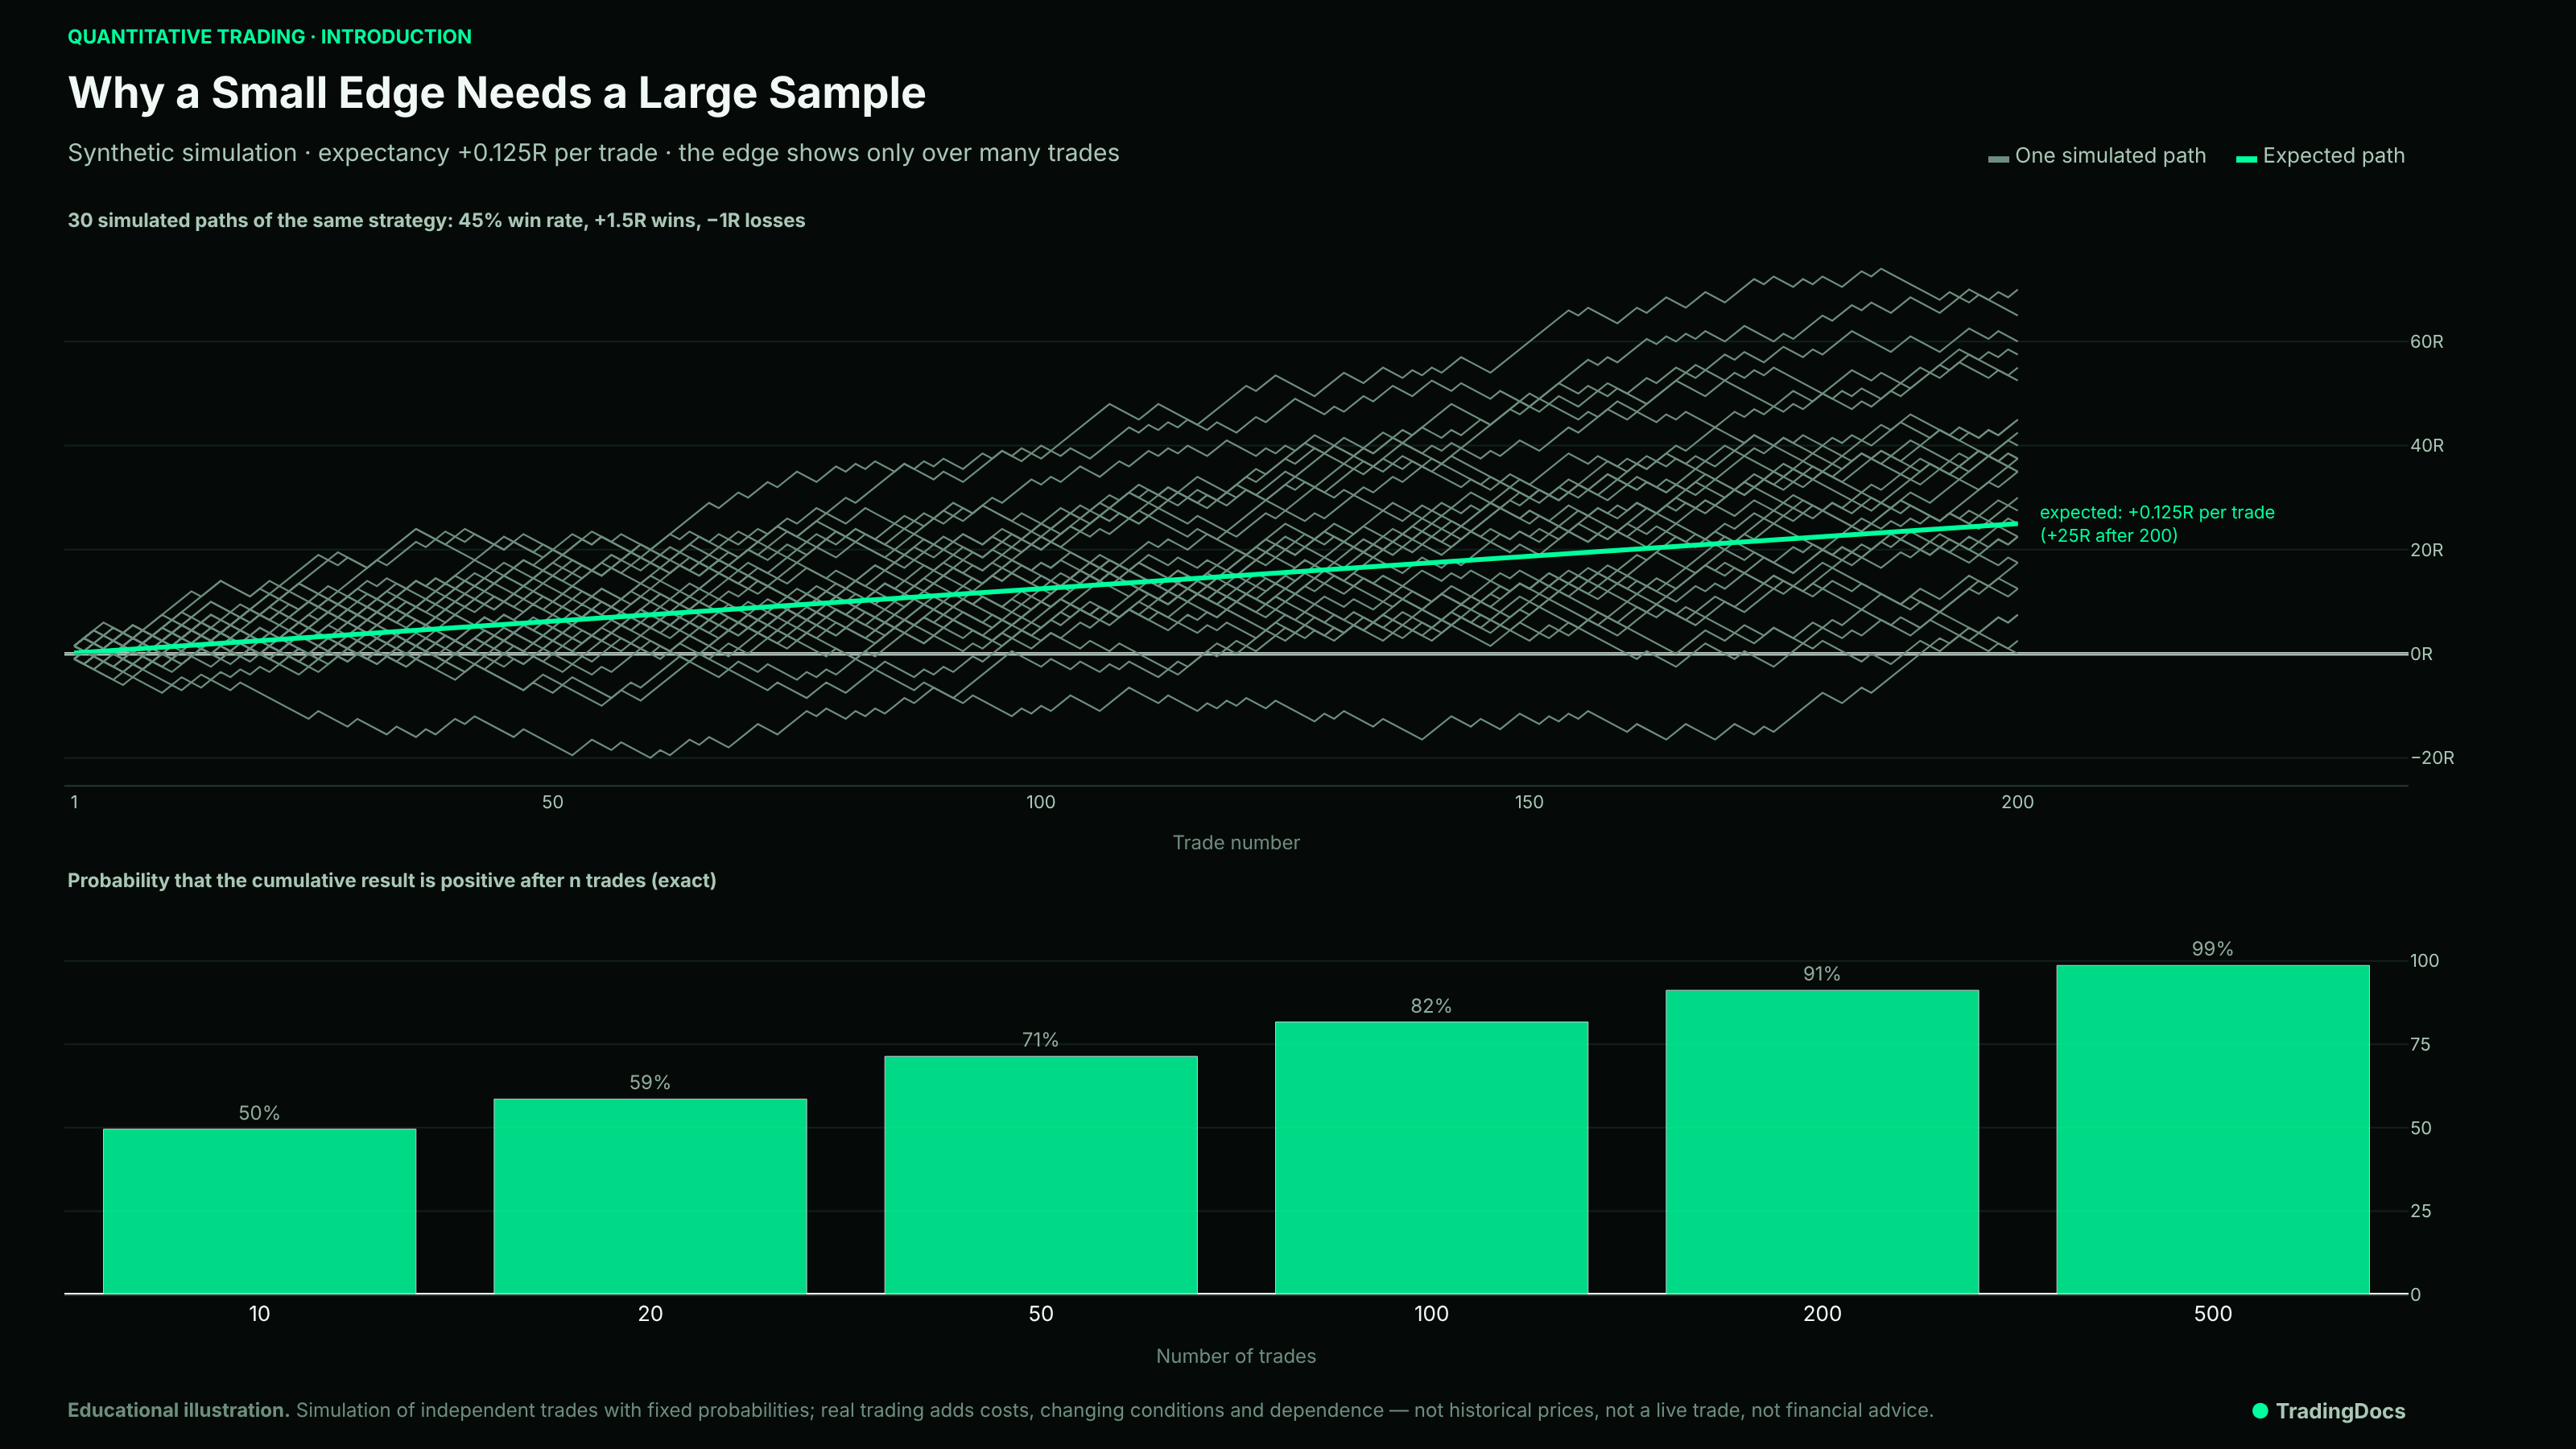 QUANTITATIVE TRADING · INTRODUCTION
Why a Small Edge Needs a Large Sample
Synthetic simulation · expectancy +0.125R per trade · the edge shows only over many trades
One simulated path
Expected path
30 simulated paths of the same strategy: 45% win rate, +1.5R wins, −1R losses
60R
40R
expected: +0.125R per trade
(+25R after 200)
20R
0R
−20R
1 50 100 150 200
Trade number
Probability that the cumulative result is positive after n trades (exact)
50% 59% 71% 82% 91% 99%
100
75
50
25
0
10 20 50 100 200 500
Number of trades
Educational illustration. Simulation of independent trades with fixed probabilities; real trading adds costs, changing conditions and dependence — not historical prices, not a live trade, not financial advice.
TradingDocs